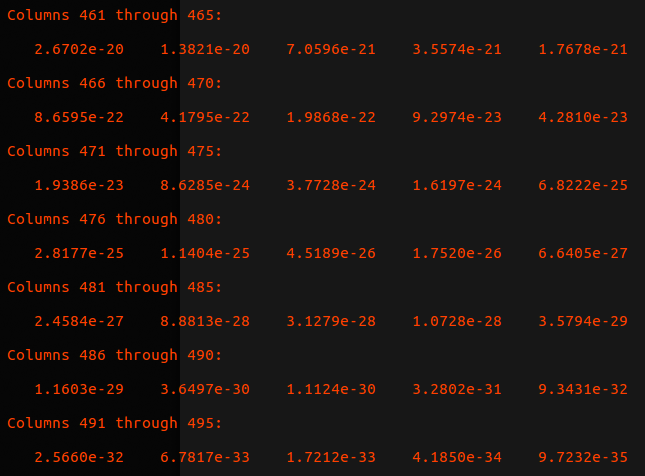 Columns 461 through 465:
2.6702e-20 1.3821e-20 7.0596e-21 3.5574e-21 1.7678e-21
Columns 466 through 470:
8.6595e-22 4.1795e-22 1.9868e-22 9.2974e-23 4.2810e-23
Columns 471 through 475:
1.9386e-23 8.6285e-24 3.7728e-24 1.6197e-24 6.8222e-25
Columns 476 through 480:
2.8177e-25 1.1404e-25 4.5189e-26 1.7520e-26 6.6405e-27
Columns 481 through 485:
2.4584e-27 8.8813e-28 3.1279e-28 1.0728e-28 3.5794e-29
Columns 486 through 490:
1.1603e-29 3.6497e-30 1.1124e-30 3.2802e-31 9.3431e-32
Columns 491 through 495:
2.5660e-32 6.7817e-33 1.7212e-33 4.1850e-34 9.7232e-35